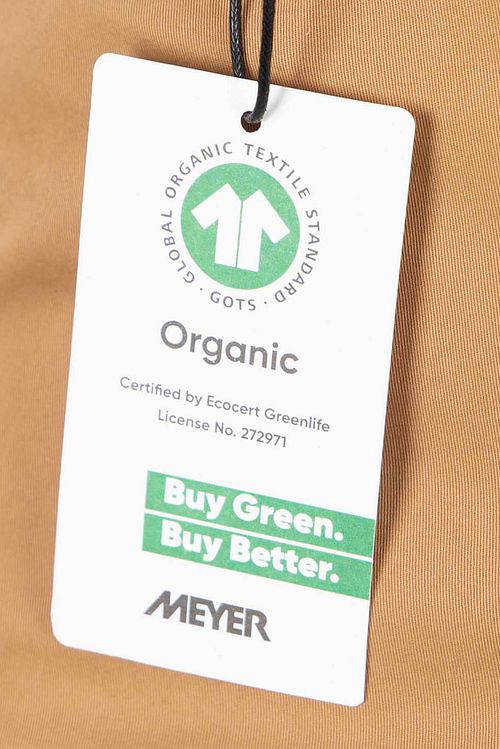 GLOBAL ORGANIC TEXTILE STANDARD · GOTS ·
Organic
Certified by Ecocert Greenlife
License No. 272971
Buy Green.
Buy Better.
MEYER